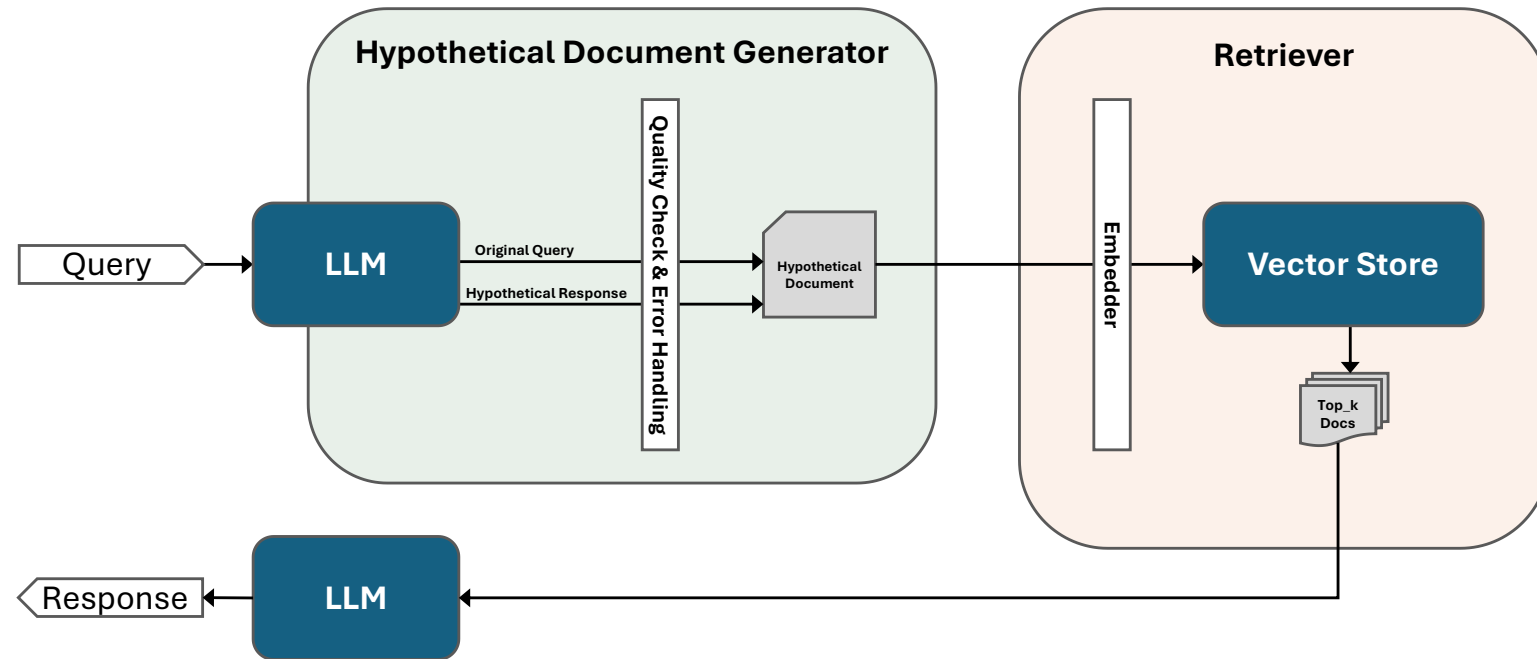 Hypothetical Document Generator
Retriever
Query
LLM
Original Query
Hypothetical Response
Quality Check & Error Handling
Hypothetical
Document
Embedder
Vector Store
Top_k
Docs
Response
LLM